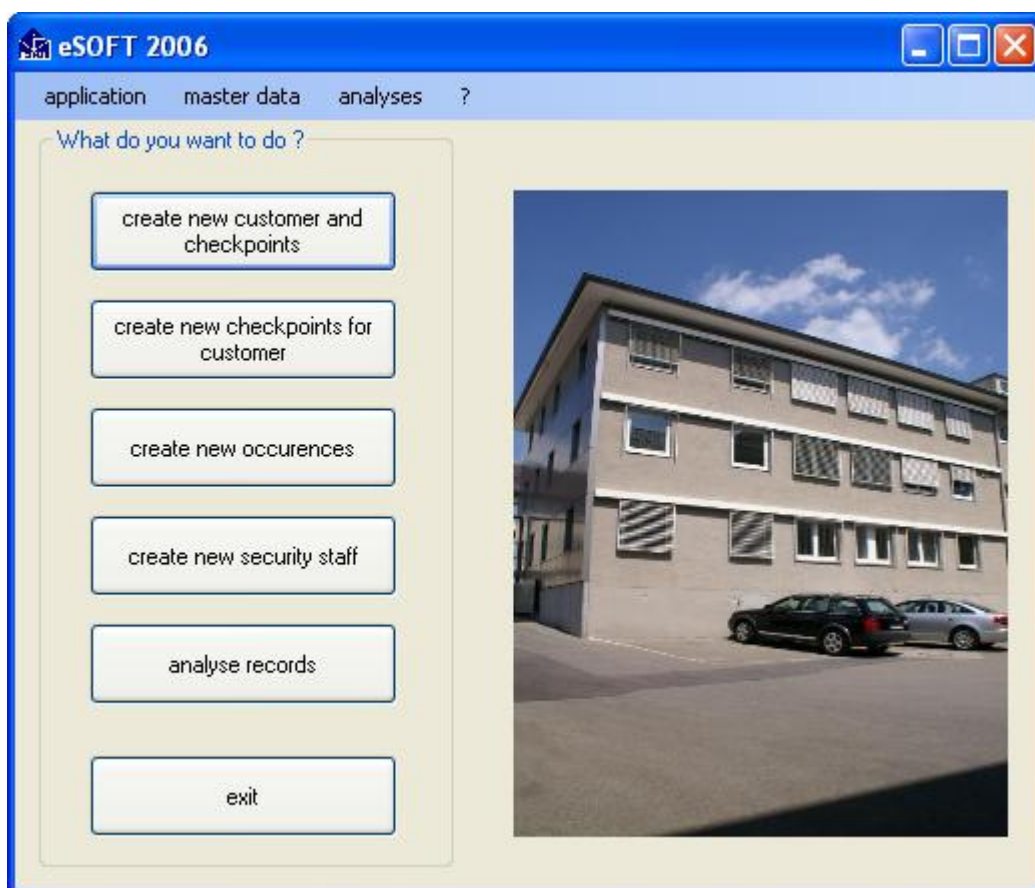 eSOFT 2006
application master data analyses ?
What do you want to do ?
create new customer and
checkpoints
create new checkpoints for
customer
create new occurences
create new security staff
analyse records
exit